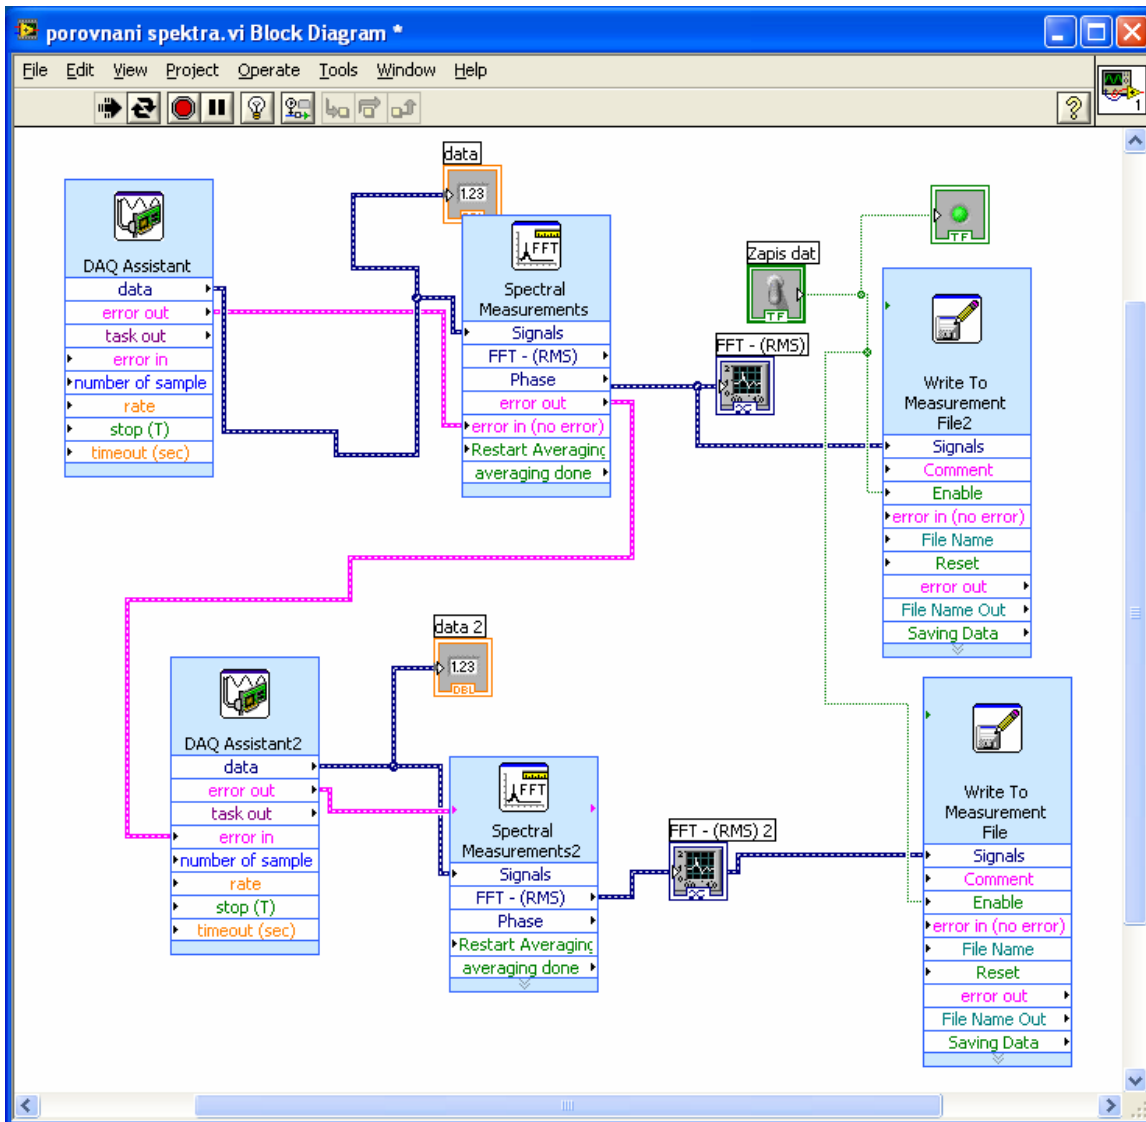 porovnani spektra.vi Block Diagram *
File Edit View Project Operate Tools Window Help
1
data
1.23
DAQ Assistant
data
error out
task out
error in
number of sample
rate
stop (T)
timeout (sec)
FFT
Spectral
Measurements
Signals
FFT - (RMS)
Phase
error out
error in (no error)
Restart Averaging
averaging done
TF
Zapis dat
TF
FFT - (RMS)
Write To
Measurement
File2
Signals
Comment
Enable
error in (no error)
File Name
Reset
error out
File Name Out
Saving Data
data 2
1.23
DBL
DAQ Assistant2
data
error out
task out
error in
number of sample
rate
stop (T)
timeout (sec)
FFT
Spectral
Measurements2
Signals
FFT - (RMS)
Phase
Restart Averaging
averaging done
FFT - (RMS) 2
Write To
Measurement
File
Signals
Comment
Enable
error in (no error)
File Name
Reset
error out
File Name Out
Saving Data